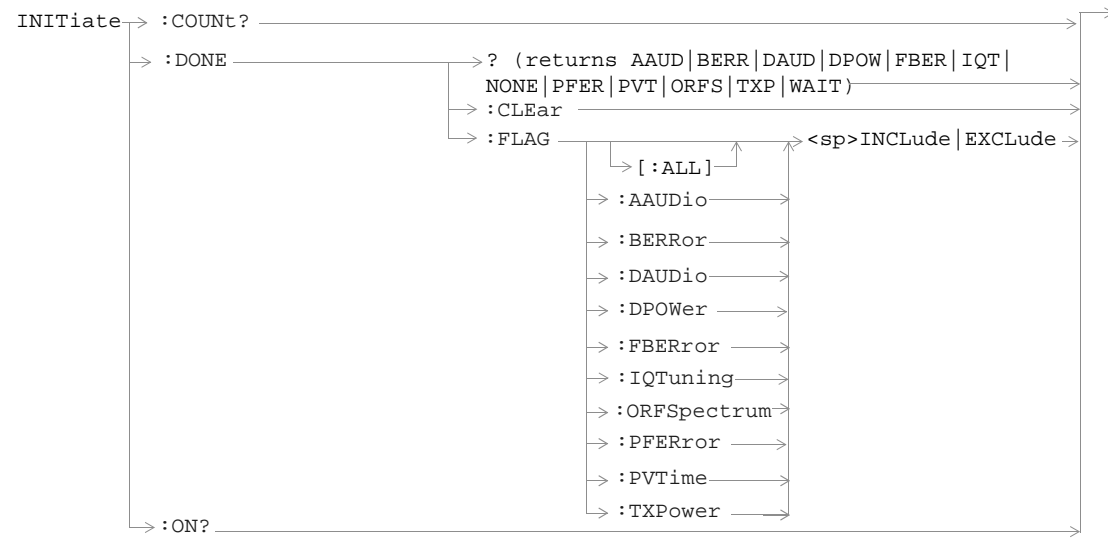 INITiate :COUNt?
:DONE ? (returns AAUD|BERR|DAUD|DPOW|FBER|IQT|
NONE|PFER|PVT|ORFS|TXP|WAIT)
:CLEar
:FLAG <sp>INCLude|EXCLude
[:ALL]
:AAUDio
:BERRor
:DAUDio
:DPOWer
:FBERror
:IQTuning
:ORFSpectrum
:PFERror
:PVTime
:TXPower
:ON?